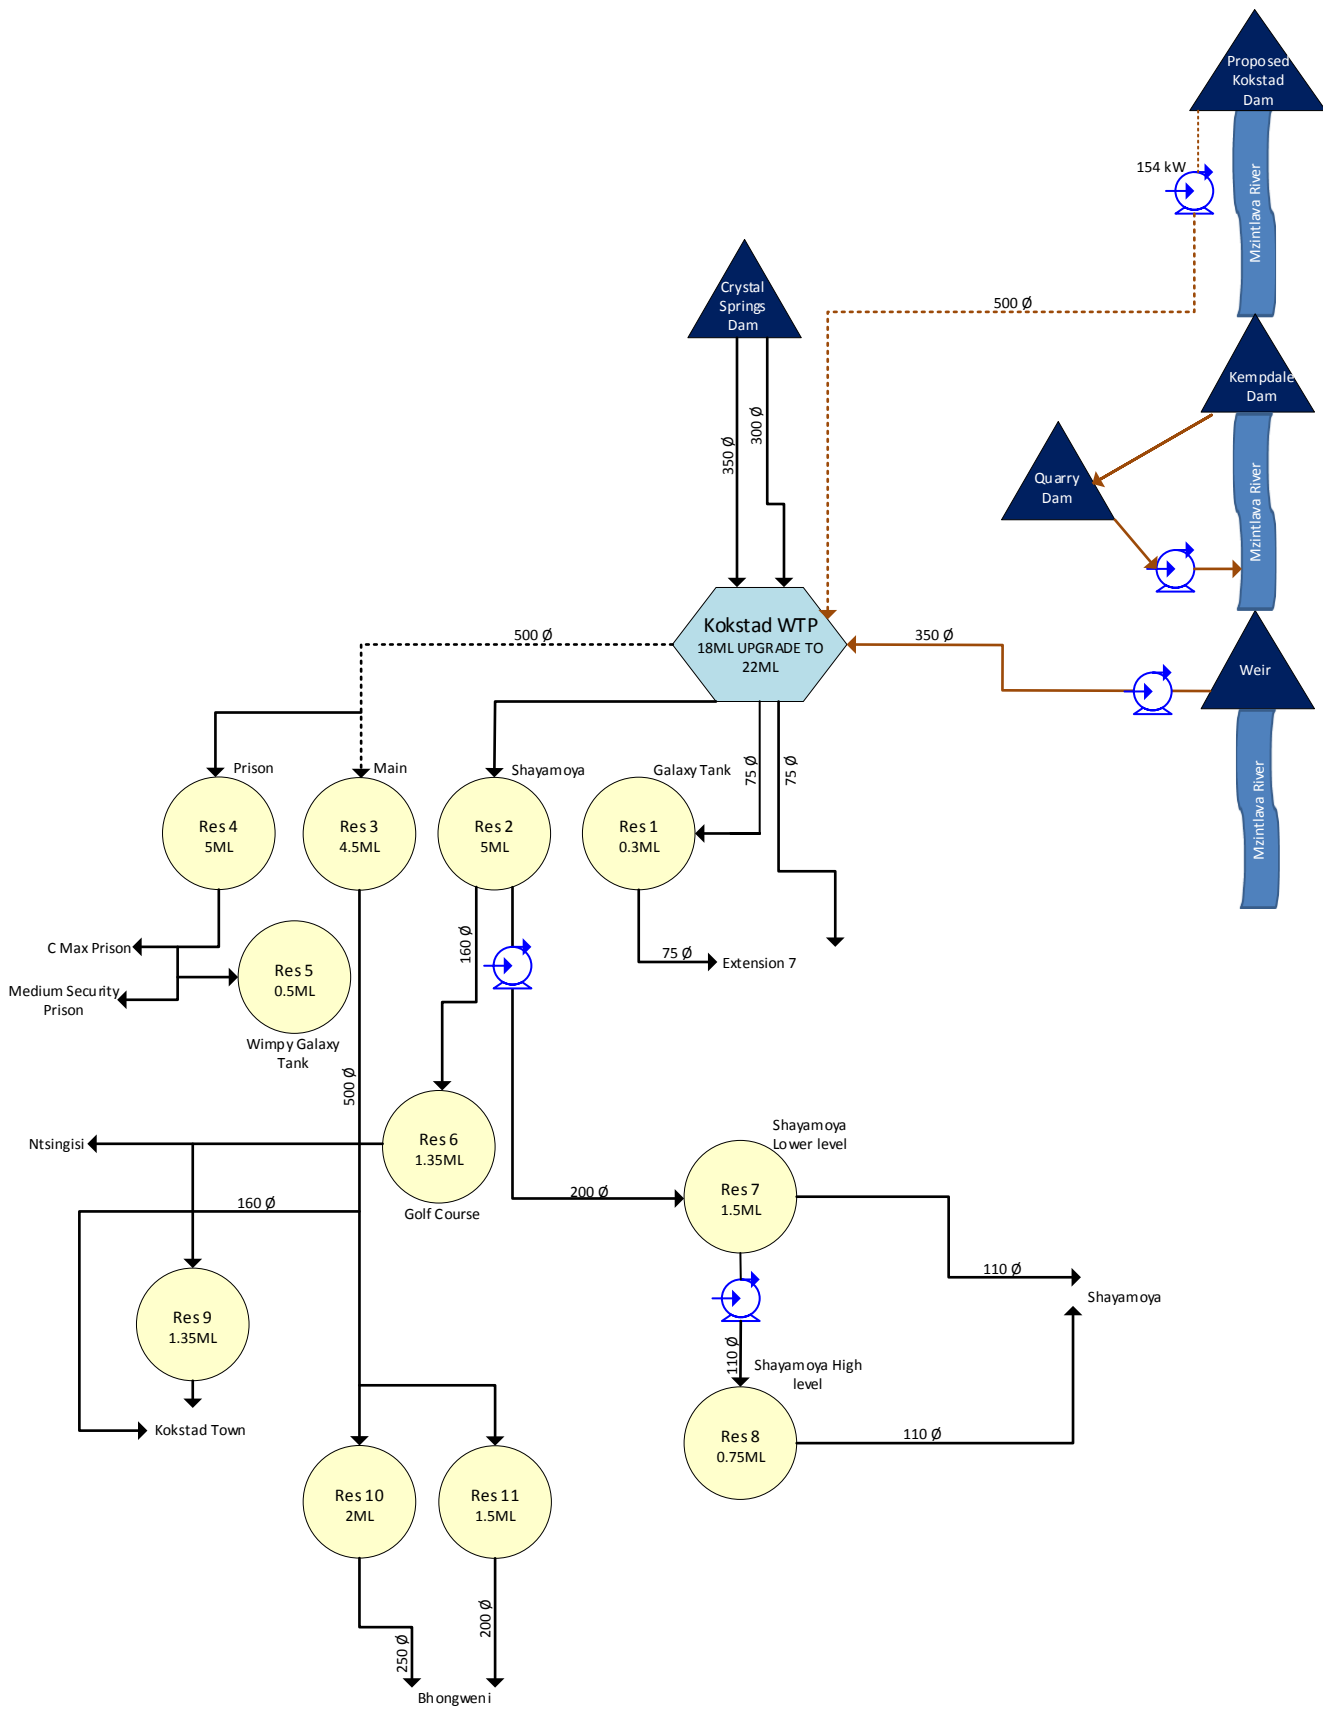 Proposed
Kokstad
Dam
154 kW
Mzintlava River
Crystal
Springs
Dam
500 Ø
Kempdale
Dam
350 Ø
300 Ø
Quarry
Dam
Mzintlava River
Kokstad WTP
18ML UPGRADE TO
22ML
500 Ø
350 Ø
Weir
Mzintlava River
Prison
Main
Shayamoya
Galaxy Tank
75 Ø
75 Ø
Res 4
5ML
Res 3
4.5ML
Res 2
5ML
Res 1
0.3ML
C Max Prison
Medium Security
Prison
Res 5
0.5ML
Wimpy Galaxy
Tank
160 Ø
75 Ø
Extension 7
500 Ø
Ntsingisi
Res 6
1.35ML
Golf Course
Shayamoya
Lower level
200 Ø
Res 7
1.5ML
160 Ø
110 Ø
Shayamoya
Res 9
1.35ML
110 Ø
Shayamoya High
level
Kokstad Town
Res 8
0.75ML
110 Ø
Res 10
2ML
Res 11
1.5ML
250 Ø
200 Ø
Bhongweni